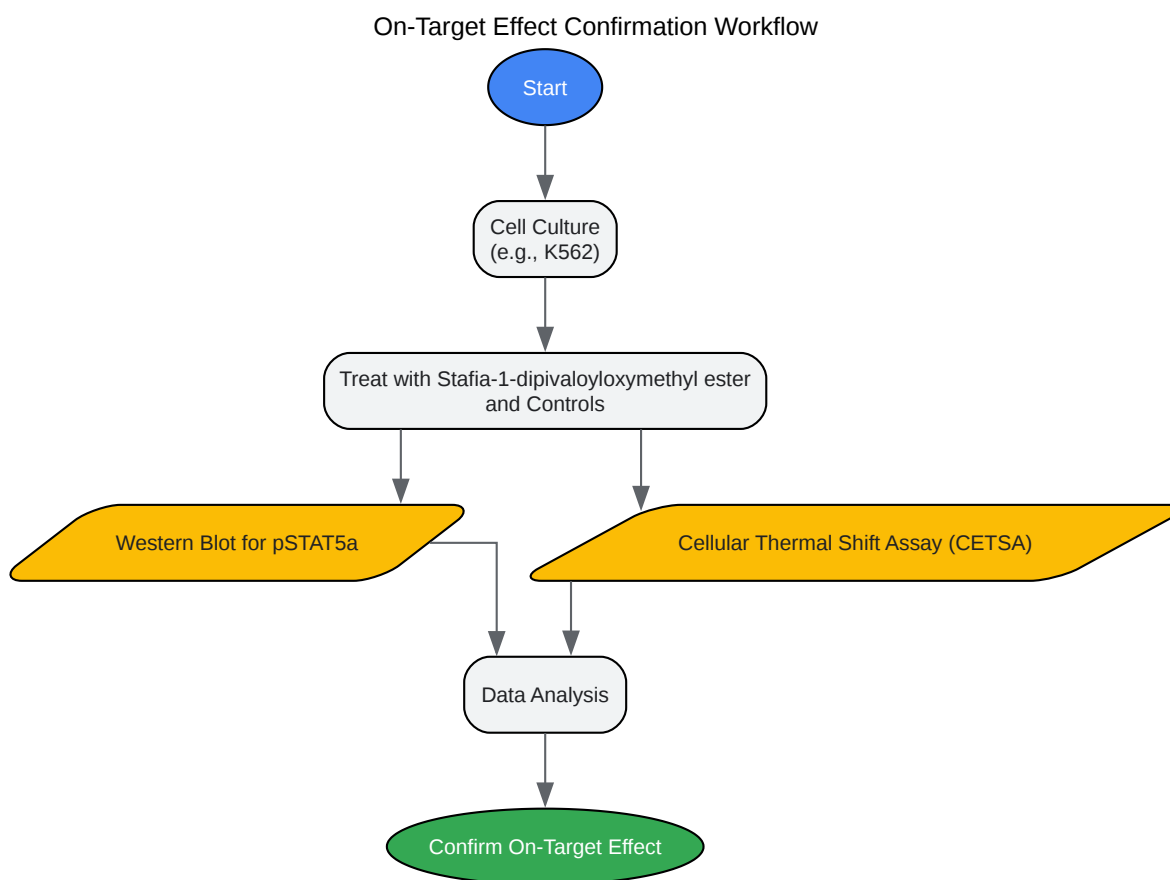 On-Target Effect Confirmation Workflow
Start
Cell Culture
(e.g., K562)
Treat with Stafia-1-dipivaloyloxymethyl ester
and Controls
Western Blot for pSTAT5a
Cellular Thermal Shift Assay (CETSA)
Data Analysis
Confirm On-Target Effect